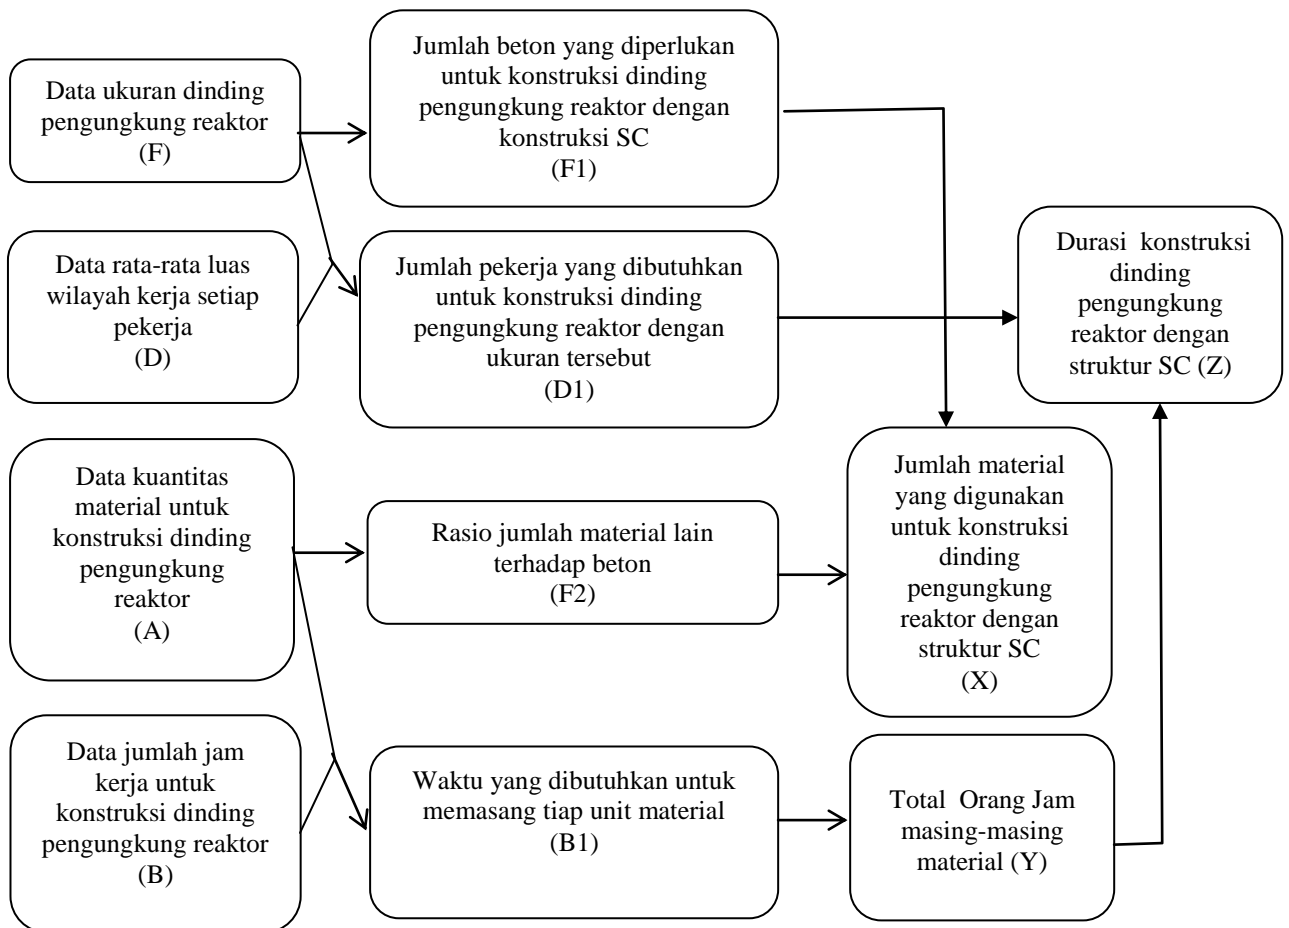 Data ukuran dinding
pengungkung reaktor
(F)
Jumlah beton yang diperlukan
untuk konstruksi dinding
pengungkung reaktor dengan
konstruksi SC
(F1)
Data rata-rata luas
wilayah kerja setiap
pekerja
(D)
Jumlah pekerja yang dibutuhkan
untuk konstruksi dinding
pengungkung reaktor dengan
ukuran tersebut
(D1)
Durasi konstruksi
dinding
pengungkung
reaktor dengan
struktur SC (Z)
Data kuantitas
material untuk
konstruksi dinding
pengungkung
reaktor
(A)
Rasio jumlah material lain
terhadap beton
(F2)
Jumlah material
yang digunakan
untuk konstruksi
dinding
pengungkung
reaktor dengan
struktur SC
(X)
Data jumlah jam
kerja untuk
konstruksi dinding
pengungkung reaktor
(B)
Waktu yang dibutuhkan untuk
memasang tiap unit material
(B1)
Total Orang Jam
masing-masing
material (Y)